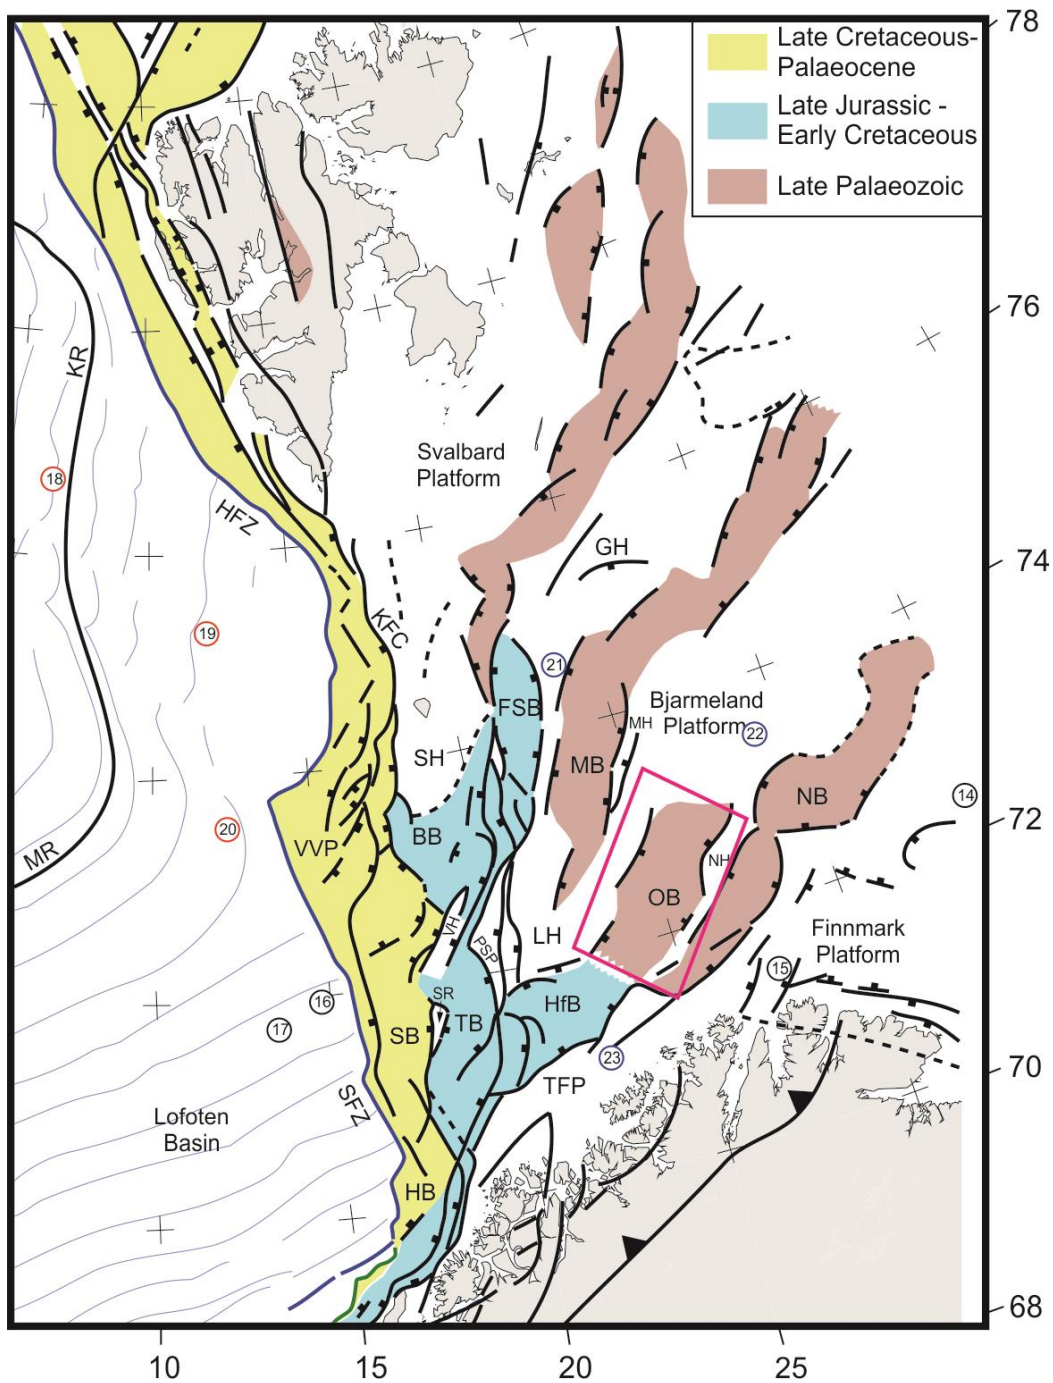 78
Late Cretaceous-
Palaeocene
Late Jurassic -
Early Cretaceous
Late Palaeozoic
76
KR
18
Svalbard
Platform
HFZ
GH
74
19
KFC
21
FSB
Bjarmeland
Platform
MH
22
SH
MB
NB
14
72
20
BB
VVP
MR
NH
OB
VH
PSP
LH
Finnmark
Platform
15
SR
16
HfB
17
SB
TB
23
70
TFP
SFZ
Lofoten
Basin
HB
68
10
15
20
25